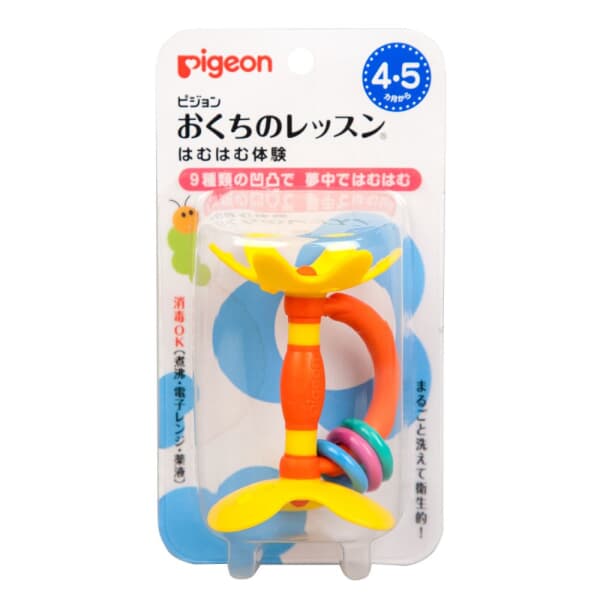 Pigeon
4・5
カ月から
ピジョン
おくちのレッスン®
はむはむ体験
9種類の凹凸で 夢中ではむはむ
消毒OK【煮沸・電子レンジ・薬液】
まるごと洗えて衛生的!
pigeon